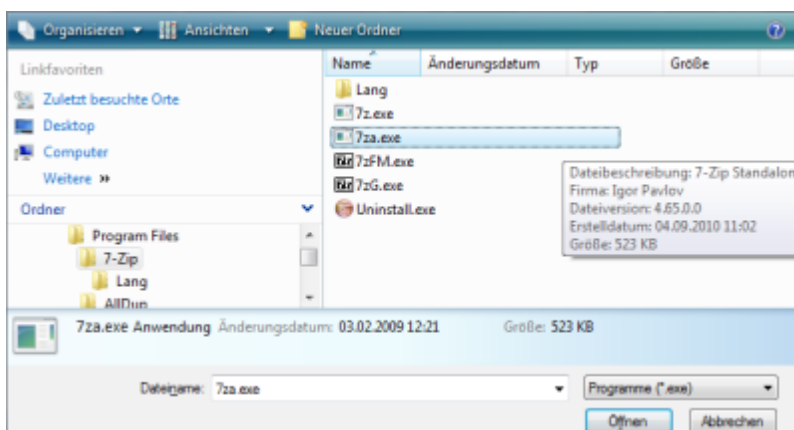 Organisieren Ansichten Neuer Ordner
Linkfavoriten
Zuletzt besuchte Orte
Desktop
Computer
Weitere »
Ordner
Program Files
7-Zip
Lang
AllDup
Name Änderungsdatum Typ Größe
Lang
7z.exe
7za.exe
7zFM.exe
7zG.exe
Uninstall.exe
Dateibeschreibung: 7-Zip Standalon
Firma: Igor Pavlov
Dateiversion: 4.65.0.0
Erstelldatum: 04.09.2010 11:02
Größe: 523 KB
7za.exe Anwendung Änderungsdatum: 03.02.2009 12:21 Größe: 523 KB
Dateiname: 7za.exe Programme (*.exe)
Öffnen Abbrechen